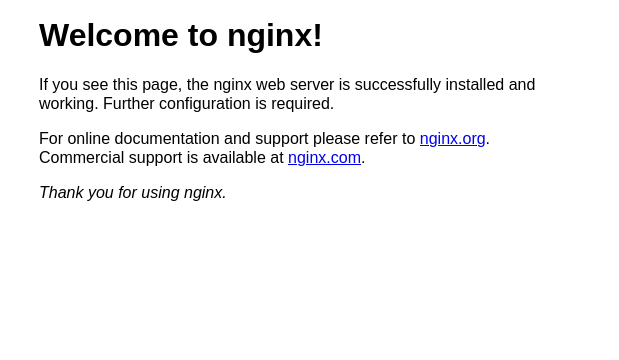 Welcome to nginx!
If you see this page, the nginx web server is successfully installed and
working. Further configuration is required.
For online documentation and support please refer to nginx.org.
Commercial support is available at nginx.com.
Thank you for using nginx.